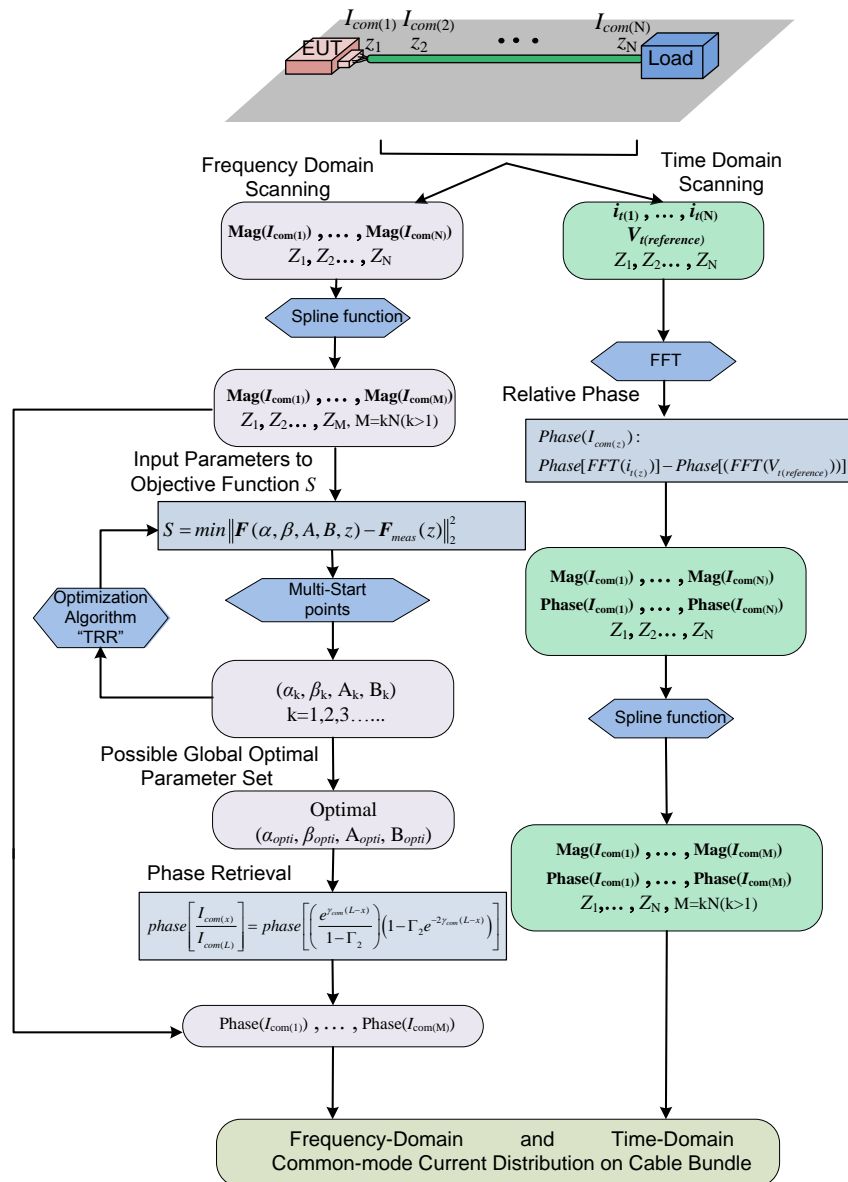 I_com(1) I_com(2) I_com(N)
EUT z_1 z_2 • • • z_N Load
Frequency Domain
Scanning
Time Domain
Scanning
Mag(I_com(1)) , … , Mag(I_com(N))
Z_1, Z_2…, Z_N
i_t(1) , … , i_t(N)
V_t(reference)
Z_1, Z_2…, Z_N
Spline function
FFT
Mag(I_com(1)) , … , Mag(I_com(M))
Z_1, Z_2…, Z_M, M=kN(k>1)
Relative Phase
Phase(I_com(z)) :
Phase[FFT(i_t(z))]−Phase[(FFT(V_t(reference)))]
Input Parameters to
Objective Function S
S = min‖F(α, β, A, B, z) − F_meas(z)‖_2^2
Optimization
Algorithm
“TRR”
Multi-Start
points
Mag(I_com(1)) , … , Mag(I_com(N))
Phase(I_com(1)) , … , Phase(I_com(N))
Z_1, Z_2…, Z_N
(α_k, β_k, A_k, B_k)
k=1,2,3…...
Spline function
Possible Global Optimal
Parameter Set
Optimal
(α_opti, β_opti, A_opti, B_opti)
Mag(I_com(1)) , … , Mag(I_com(M))
Phase(I_com(1)) , … , Phase(I_com(M))
Z_1,…, Z_N, M=kN(k>1)
Phase Retrieval
phase[I_com(x)/I_com(L)] = phase[(e^{γ_com(L−x)}/(1−Γ_2))(1−Γ_2e^{−2γ_com(L−x)})]
Phase(I_com(1)) , … , Phase(I_com(M))
Frequency-Domain and Time-Domain
Common-mode Current Distribution on Cable Bundle